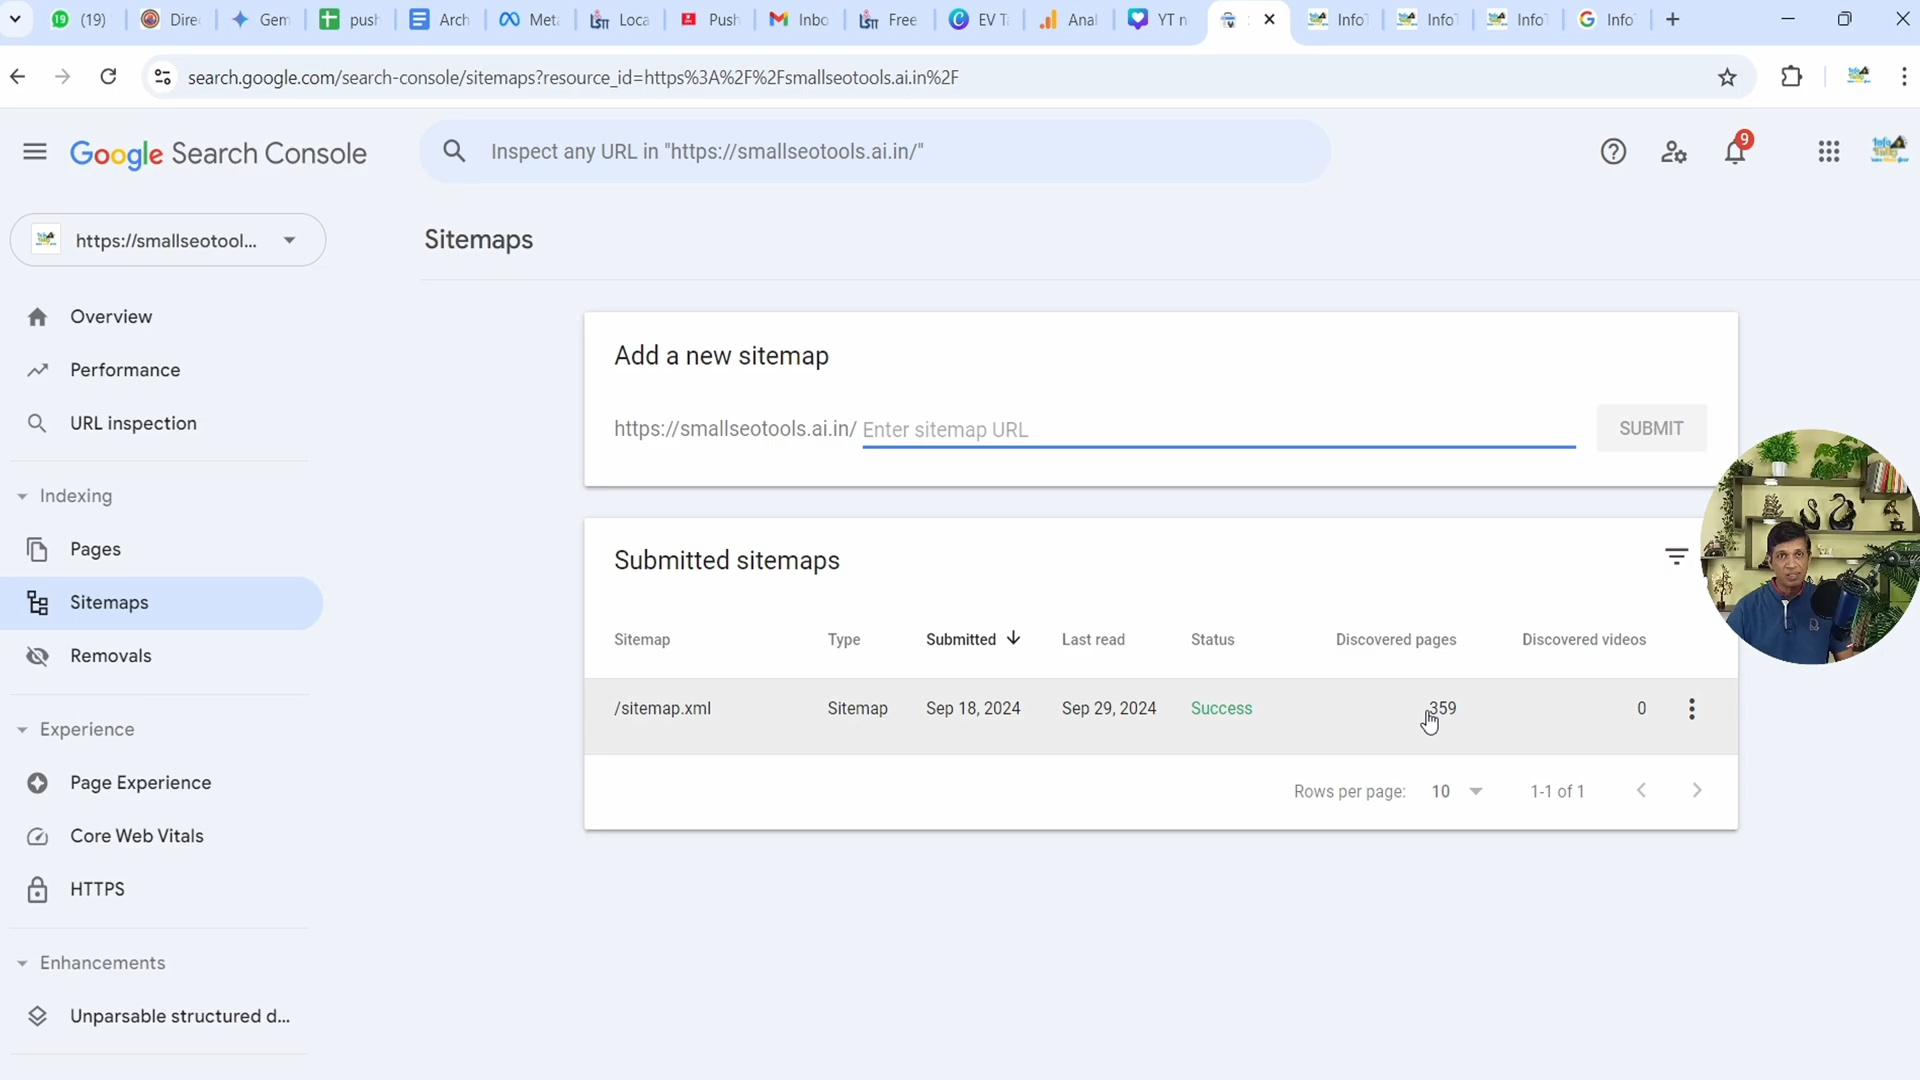 (19)
Dire
Gem
push
Arch
Meta
Loca
Push
Inbo
Free
EV Ta
Anal
YT n
InfoT
InfoT
InfoT
Info
search.google.com/search-console/sitemaps?resource_id=https%3A%2F%2Fsmallseotools.ai.in%2F
Google Search Console
Inspect any URL in "https://smallseotools.ai.in/"
9
https://smallseotool...
Sitemaps
Overview
Performance
URL inspection
Indexing
Pages
Sitemaps
Removals
Experience
Page Experience
Core Web Vitals
HTTPS
Enhancements
Unparsable structured d...
Add a new sitemap
https://smallseotools.ai.in/ Enter sitemap URL
SUBMIT
Submitted sitemaps
Sitemap Type Submitted Last read Status Discovered pages Discovered videos
/sitemap.xml Sitemap Sep 18, 2024 Sep 29, 2024 Success 359 0
Rows per page: 10 1-1 of 1